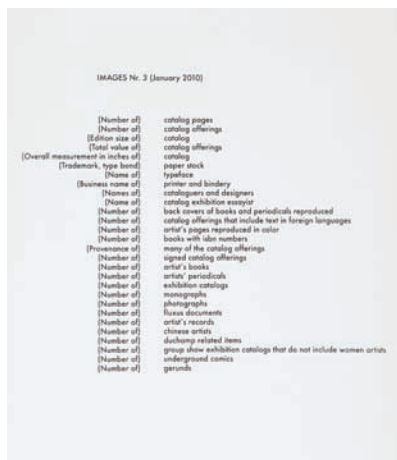 IMAGES Nr. 3 (January 2010)
(Number of) catalog pages
(Number of) catalog offerings
(Edition size of) catalog
(Total value of) catalog offerings
(Overall measurement in inches of) catalog
(Trademark, type bond) paper stock
(Name of) typeface
(Business name of) printer and bindery
(Names of) cataloguers and designers
(Name of) catalog exhibition essayist
(Number of) back covers of books and periodicals reproduced
(Number of) catalog offerings that include text in foreign languages
(Number of) artist's pages reproduced in color
(Number of) books with isbn numbers
(Provenance of) many of the catalog offerings
(Number of) signed catalog offerings
(Number of) artist's books
(Number of) artists' periodicals
(Number of) exhibition catalogs
(Number of) monographs
(Number of) photographs
(Number of) fluxus documents
(Number of) artist's records
(Number of) chinese artists
(Number of) duchamp related items
(Number of) group show exhibition catalogs that do not include women artists
(Number of) underground comics
(Number of) gerunds